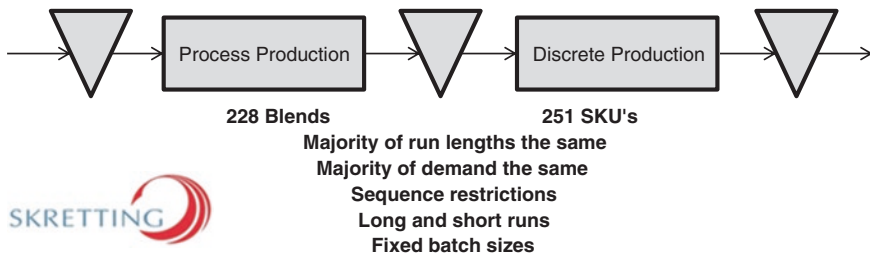 Process Production
Discrete Production
228 Blends
251 SKU's
Majority of run lengths the same
Majority of demand the same
Sequence restrictions
Long and short runs
Fixed batch sizes
SKRETTING